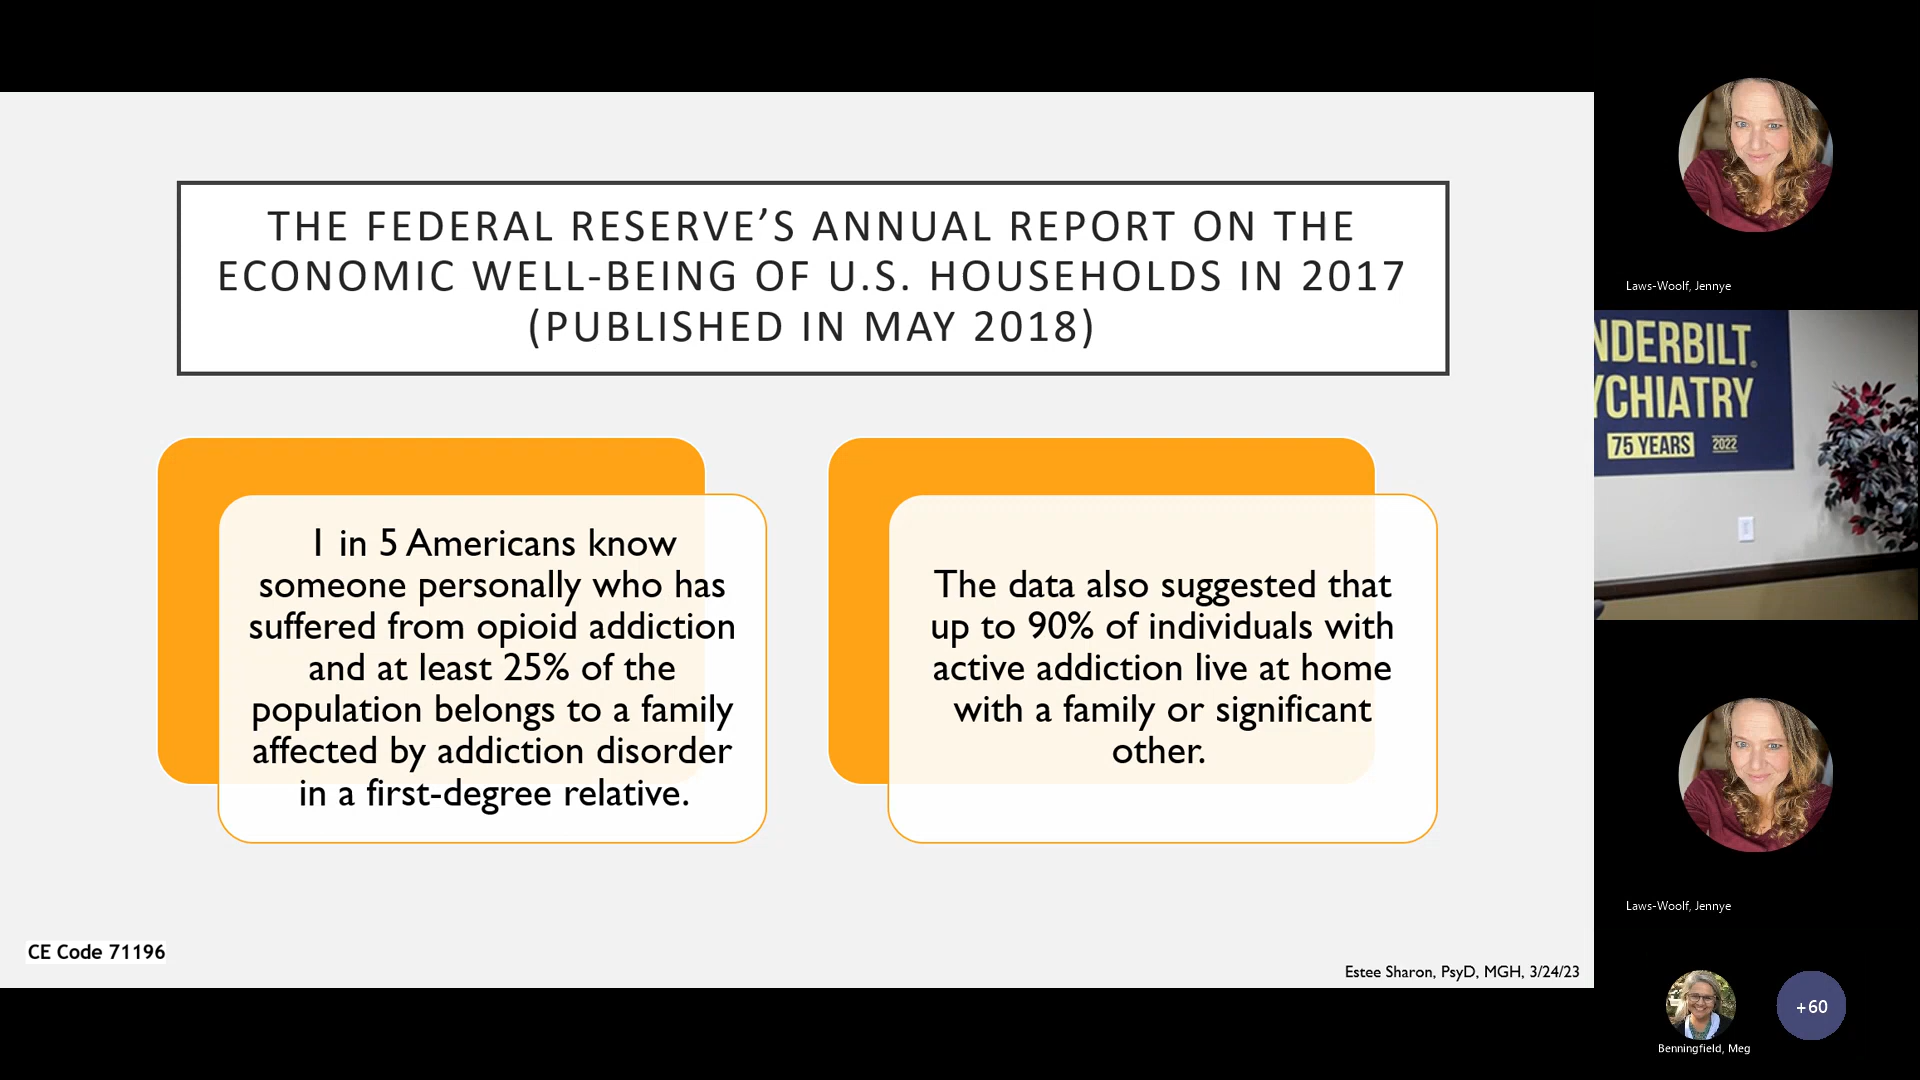 THE FEDERAL RESERVE’S ANNUAL REPORT ON THE
ECONOMIC WELL-BEING OF U.S. HOUSEHOLDS IN 2017
(PUBLISHED IN MAY 2018)
1 in 5 Americans know
someone personally who has
suffered from opioid addiction
and at least 25% of the
population belongs to a family
affected by addiction disorder
in a first-degree relative.
The data also suggested that
up to 90% of individuals with
active addiction live at home
with a family or significant
other.
CE Code 71196
Estee Sharon, PsyD, MGH, 3/24/23
Laws-Woolf, Jennye
NDERBILT
YCHIATRY
75 YEARS 2022
Laws-Woolf, Jennye
Benningfield, Meg
+60